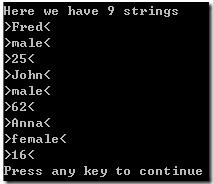 Here we have 9 strings
>Fred<
>male<
>25<
>John<
>male<
>62<
>Anna<
>female<
>16<
Press any key to continue